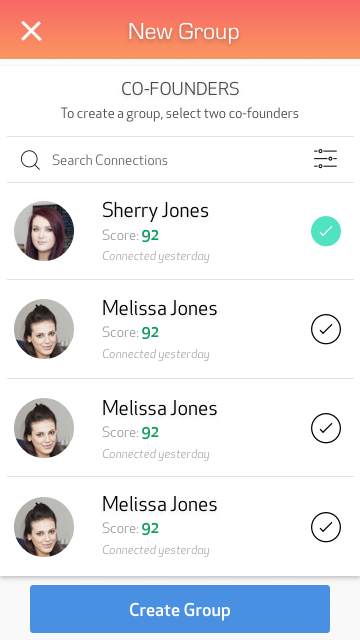 New Group
CO-FOUNDERS
To create a group, select two co-founders
Search Connections
Sherry Jones
Score: 92
Connected yesterday
Melissa Jones
Score: 92
Connected yesterday
Melissa Jones
Score: 92
Connected yesterday
Melissa Jones
Score: 92
Connected yesterday
Create Group